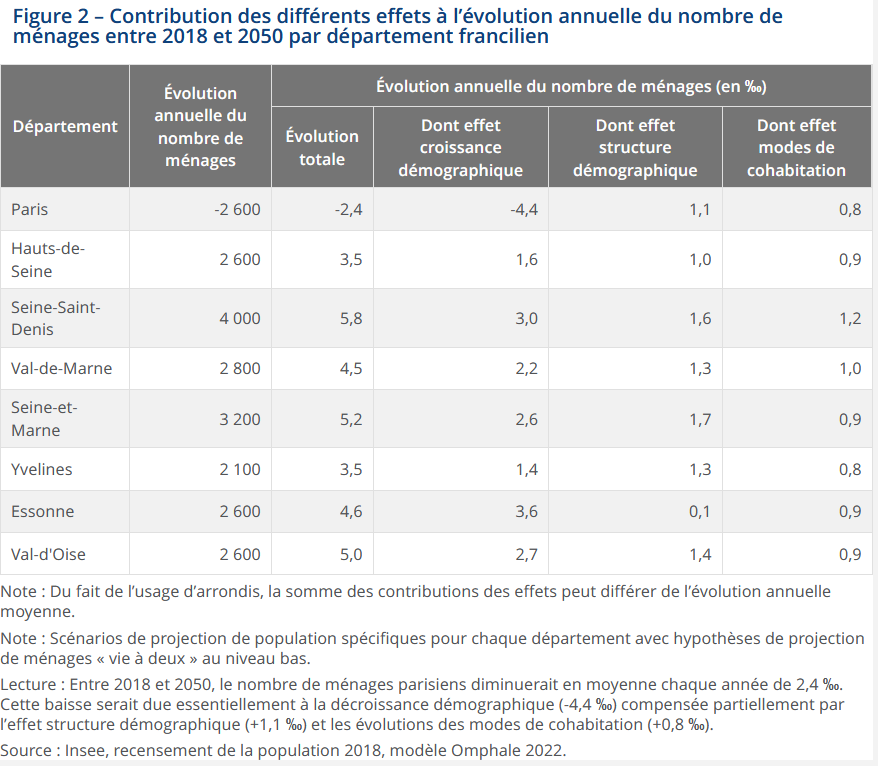 Figure 2 – Contribution des différents effets à l’évolution annuelle du nombre de
ménages entre 2018 et 2050 par département francilien
Département
Évolution
annuelle du
nombre de
ménages
Évolution annuelle du nombre de ménages (en ‰)
Évolution
totale
Dont effet
croissance
démographique
Dont effet
structure
démographique
Dont effet
modes de
cohabitation
Paris -2 600 -2,4 -4,4 1,1 0,8
Hauts-de-
Seine 2 600 3,5 1,6 1,0 0,9
Seine-Saint-
Denis 4 000 5,8 3,0 1,6 1,2
Val-de-Marne 2 800 4,5 2,2 1,3 1,0
Seine-et-
Marne 3 200 5,2 2,6 1,7 0,9
Yvelines 2 100 3,5 1,4 1,3 0,8
Essonne 2 600 4,6 3,6 0,1 0,9
Val-d'Oise 2 600 5,0 2,7 1,4 0,9
Note : Du fait de l’usage d’arrondis, la somme des contributions des effets peut différer de l’évolution annuelle
moyenne.
Note : Scénarios de projection de population spécifiques pour chaque département avec hypothèses de projection
de ménages « vie à deux » au niveau bas.
Lecture : Entre 2018 et 2050, le nombre de ménages parisiens diminuerait en moyenne chaque année de 2,4 ‰.
Cette baisse serait due essentiellement à la décroissance démographique (-4,4 ‰) compensée partiellement par
l’effet structure démographique (+1,1 ‰) et les évolutions des modes de cohabitation (+0,8 ‰).
Source : Insee, recensement de la population 2018, modèle Omphale 2022.